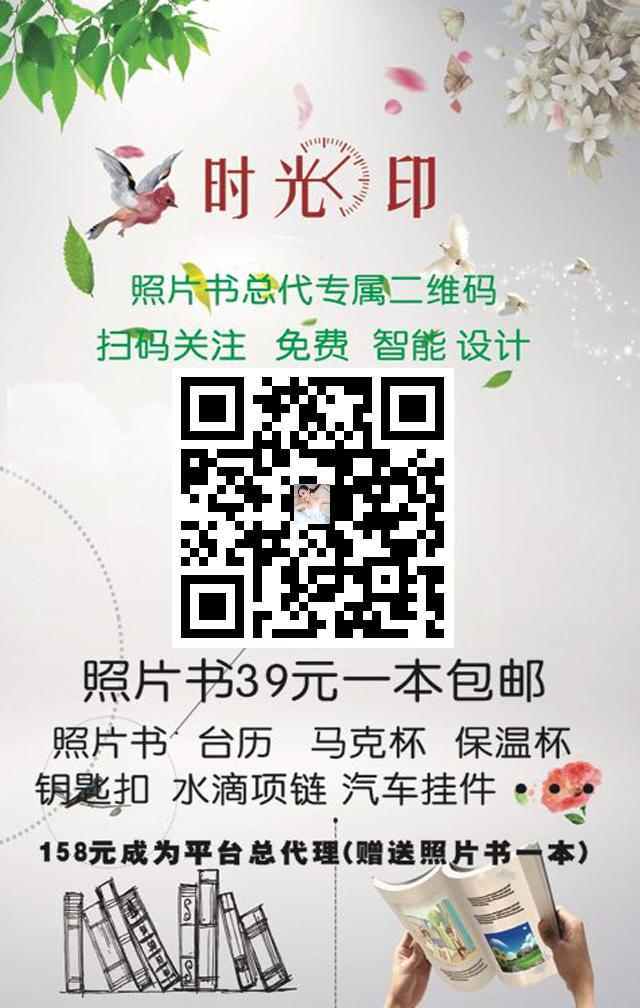 时光印
照片书总代专属二维码
扫码关注 免费 智能 设计
照片书39元一本包邮
照片书 台历 马克杯 保温杯
钥匙扣 水滴项链 汽车挂件
158元成为平台总代理(赠送照片书一本)